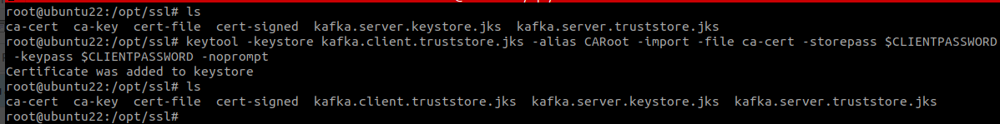 root@ubuntu22:/opt/ssl# ls
ca-cert  ca-key  cert-file  cert-signed  kafka.server.keystore.jks  kafka.server.truststore.jks
root@ubuntu22:/opt/ssl# keytool -keystore kafka.client.truststore.jks -alias CARoot -import -file ca-cert -storepass $CLIENTPASSWORD
 -keypass $CLIENTPASSWORD -noprompt
Certificate was added to keystore
root@ubuntu22:/opt/ssl# ls
ca-cert  ca-key  cert-file  cert-signed  kafka.client.truststore.jks  kafka.server.keystore.jks  kafka.server.truststore.jks
root@ubuntu22:/opt/ssl#